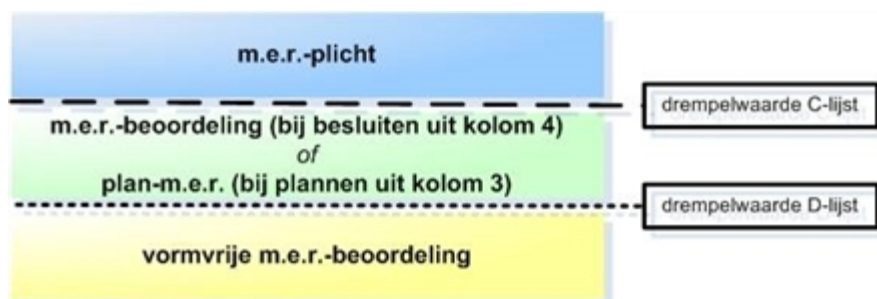 m.e.r.-plicht
drempelwaarde C-lijst
m.e.r.-beoordeling (bij besluiten uit kolom 4)
of
plan-m.e.r. (bij plannen uit kolom 3)
drempelwaarde D-lijst
vormvrije m.e.r.-beoordeling